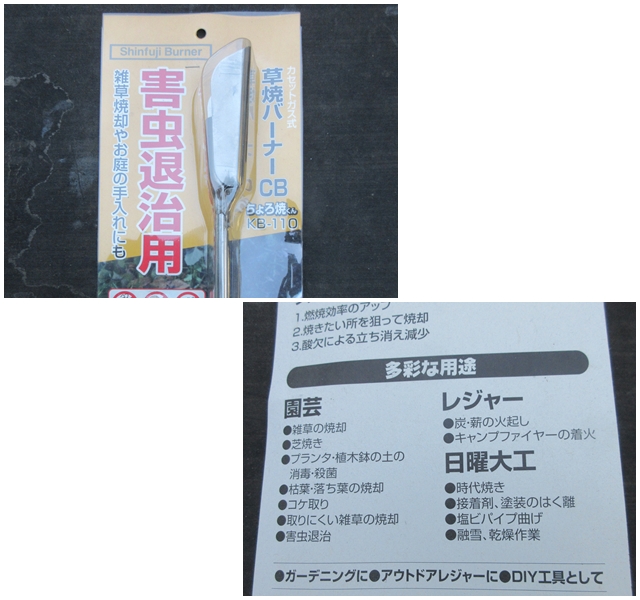 Shinfuji Burner
害虫退治用
雑草焼却やお庭の手入れにも
カセットガス式
草焼バーナーCB
ちょろ焼くん
KB-110
1.燃焼効率のアップ
2.焼きたい所を狙って焼却
3.酸欠による立ち消え減少
多彩な用途
園芸
●雑草の焼却
●芝焼き
●プランタ・植木鉢の土の
消毒・殺菌
●枯葉・落ち葉の焼却
●コケ取り
●取りにくい雑草の焼却
●害虫退治
レジャー
●炭・薪の火起し
●キャンプファイヤーの着火
日曜大工
●時代焼き
●接着剤、塗装のはく離
●塩ビパイプ曲げ
●融雪、乾燥作業
●ガーデニングに●アウトドアレジャーに●DIY工具として